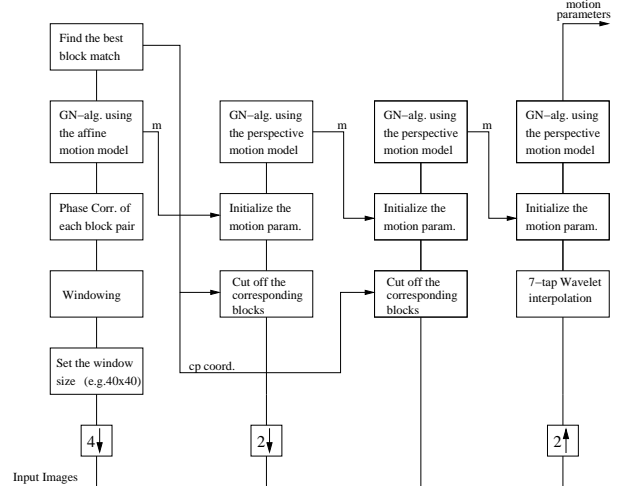 motion
parameters
Find the best
block match
GN−alg. using
the affine
motion model
m
GN−alg. using
the perspective
motion model
m
GN−alg. using
the perspective
motion model
m
GN−alg. using
the perspective
motion model
Phase Corr. of
each block pair
Initialize the
motion param.
Initialize the
motion param.
Initialize the
motion param.
Windowing
Cut off the
corresponding
blocks
Cut off the
corresponding
blocks
7−tap Wavelet
interpolation
Set the window
size (e.g.40x40)
cp coord.
4
2
2
Input Images